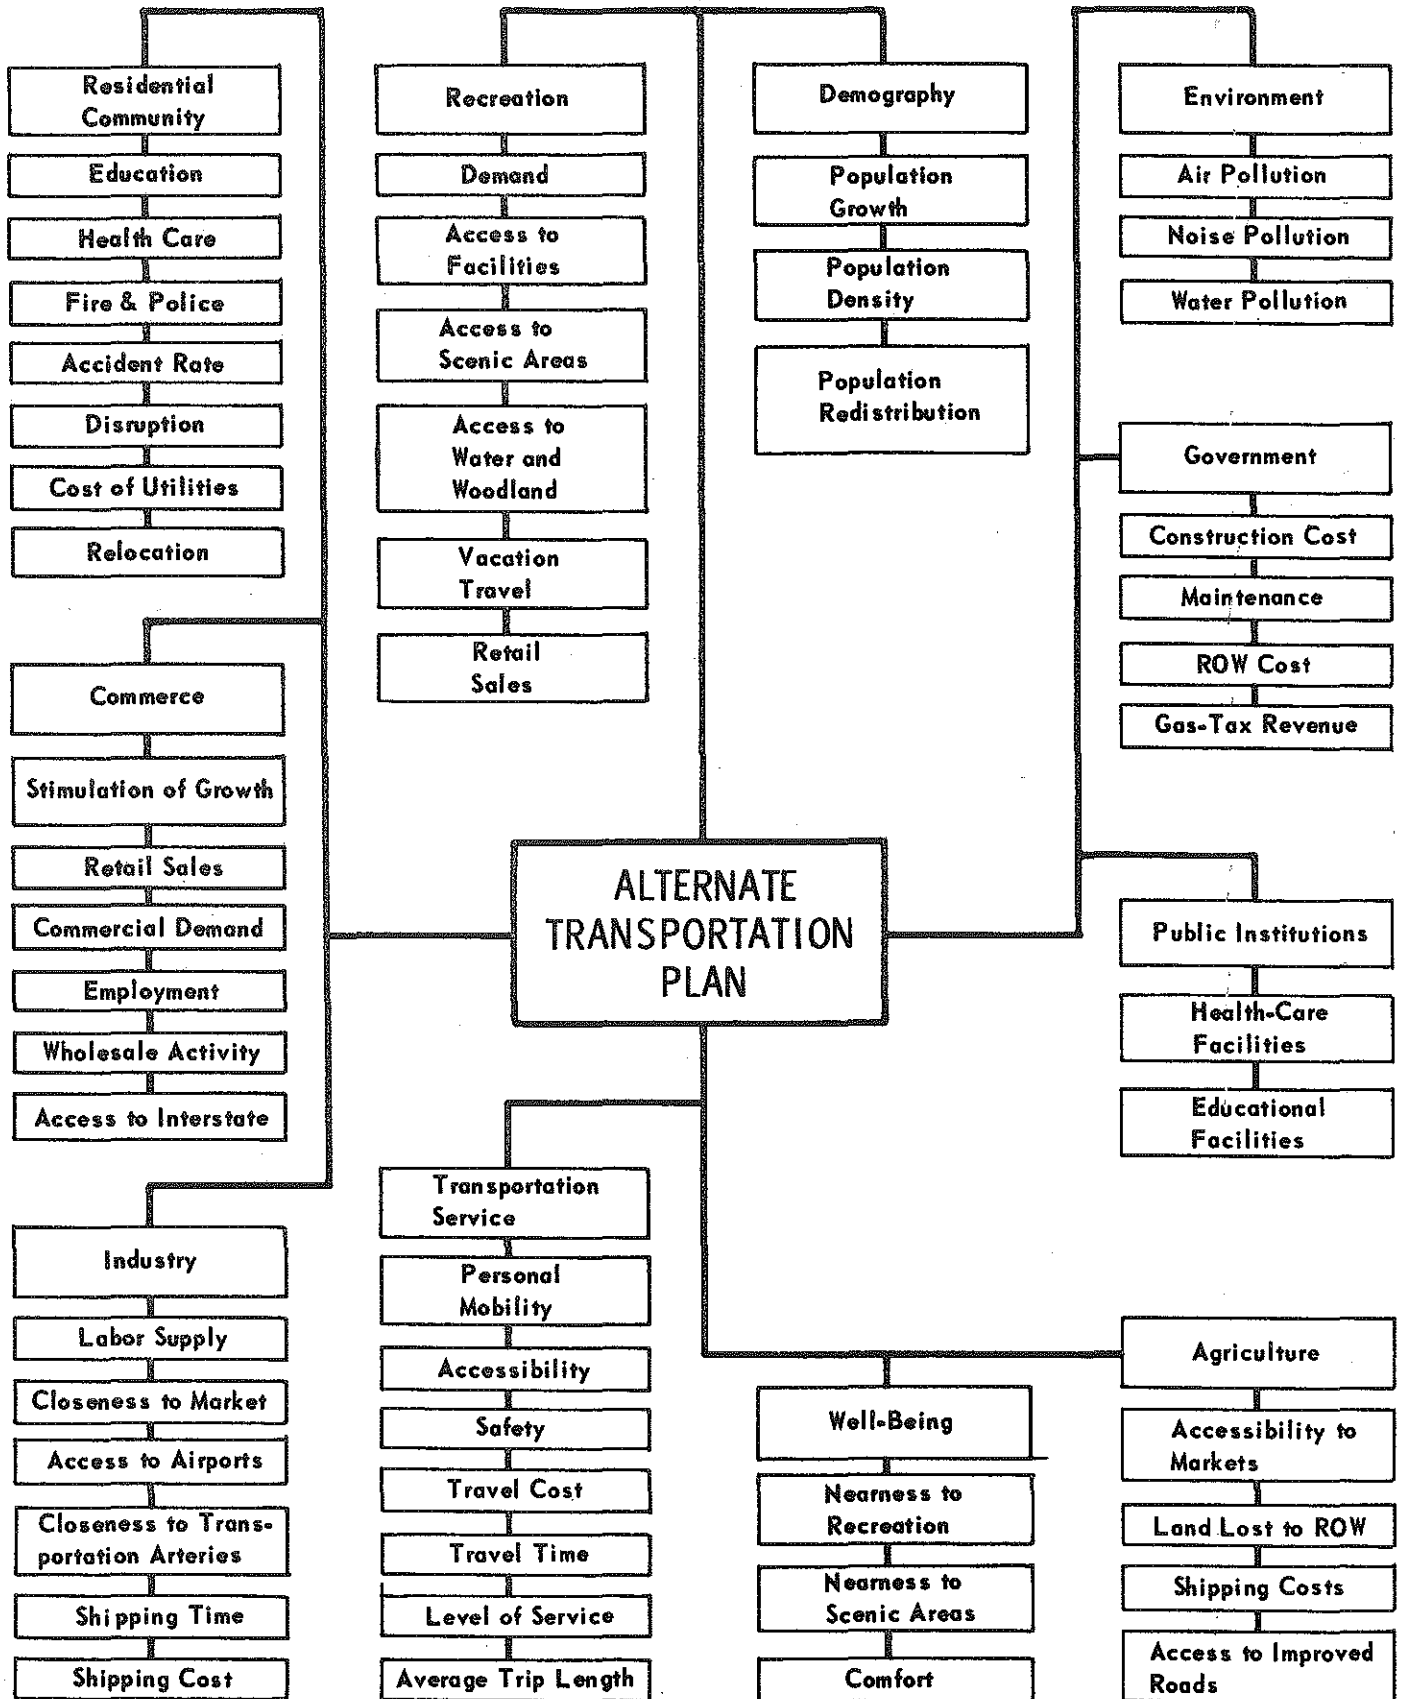 Residential
Community
Education
Health Care
Fire & Police
Accident Rate
Disruption
Cost of Utilities
Relocation
Commerce
Stimulation of Growth
Retail Sales
Commercial Demand
Employment
Wholesale Activity
Access to Interstate
Industry
Labor Supply
Closeness to Market
Access to Airports
Closeness to Trans-
portation Arteries
Shipping Time
Shipping Cost
Recreation
Demand
Access to
Facilities
Access to
Scenic Areas
Access to
Water and
Woodland
Vacation
Travel
Retail
Sales
Demography
Population
Growth
Population
Density
Population
Redistribution
ALTERNATE
TRANSPORTATION
PLAN
Transportation
Service
Personal
Mobility
Accessibility
Safety
Travel Cost
Travel Time
Level of Service
Average Trip Length
Well-Being
Nearness to
Recreation
Nearness to
Scenic Areas
Comfort
Environment
Air Pollution
Noise Pollution
Water Pollution
Government
Construction Cost
Maintenance
ROW Cost
Gas-Tax Revenue
Public Institutions
Health-Care
Facilities
Educational
Facilities
Agriculture
Accessibility to
Markets
Land Lost to ROW
Shipping Costs
Access to Improved
Roads